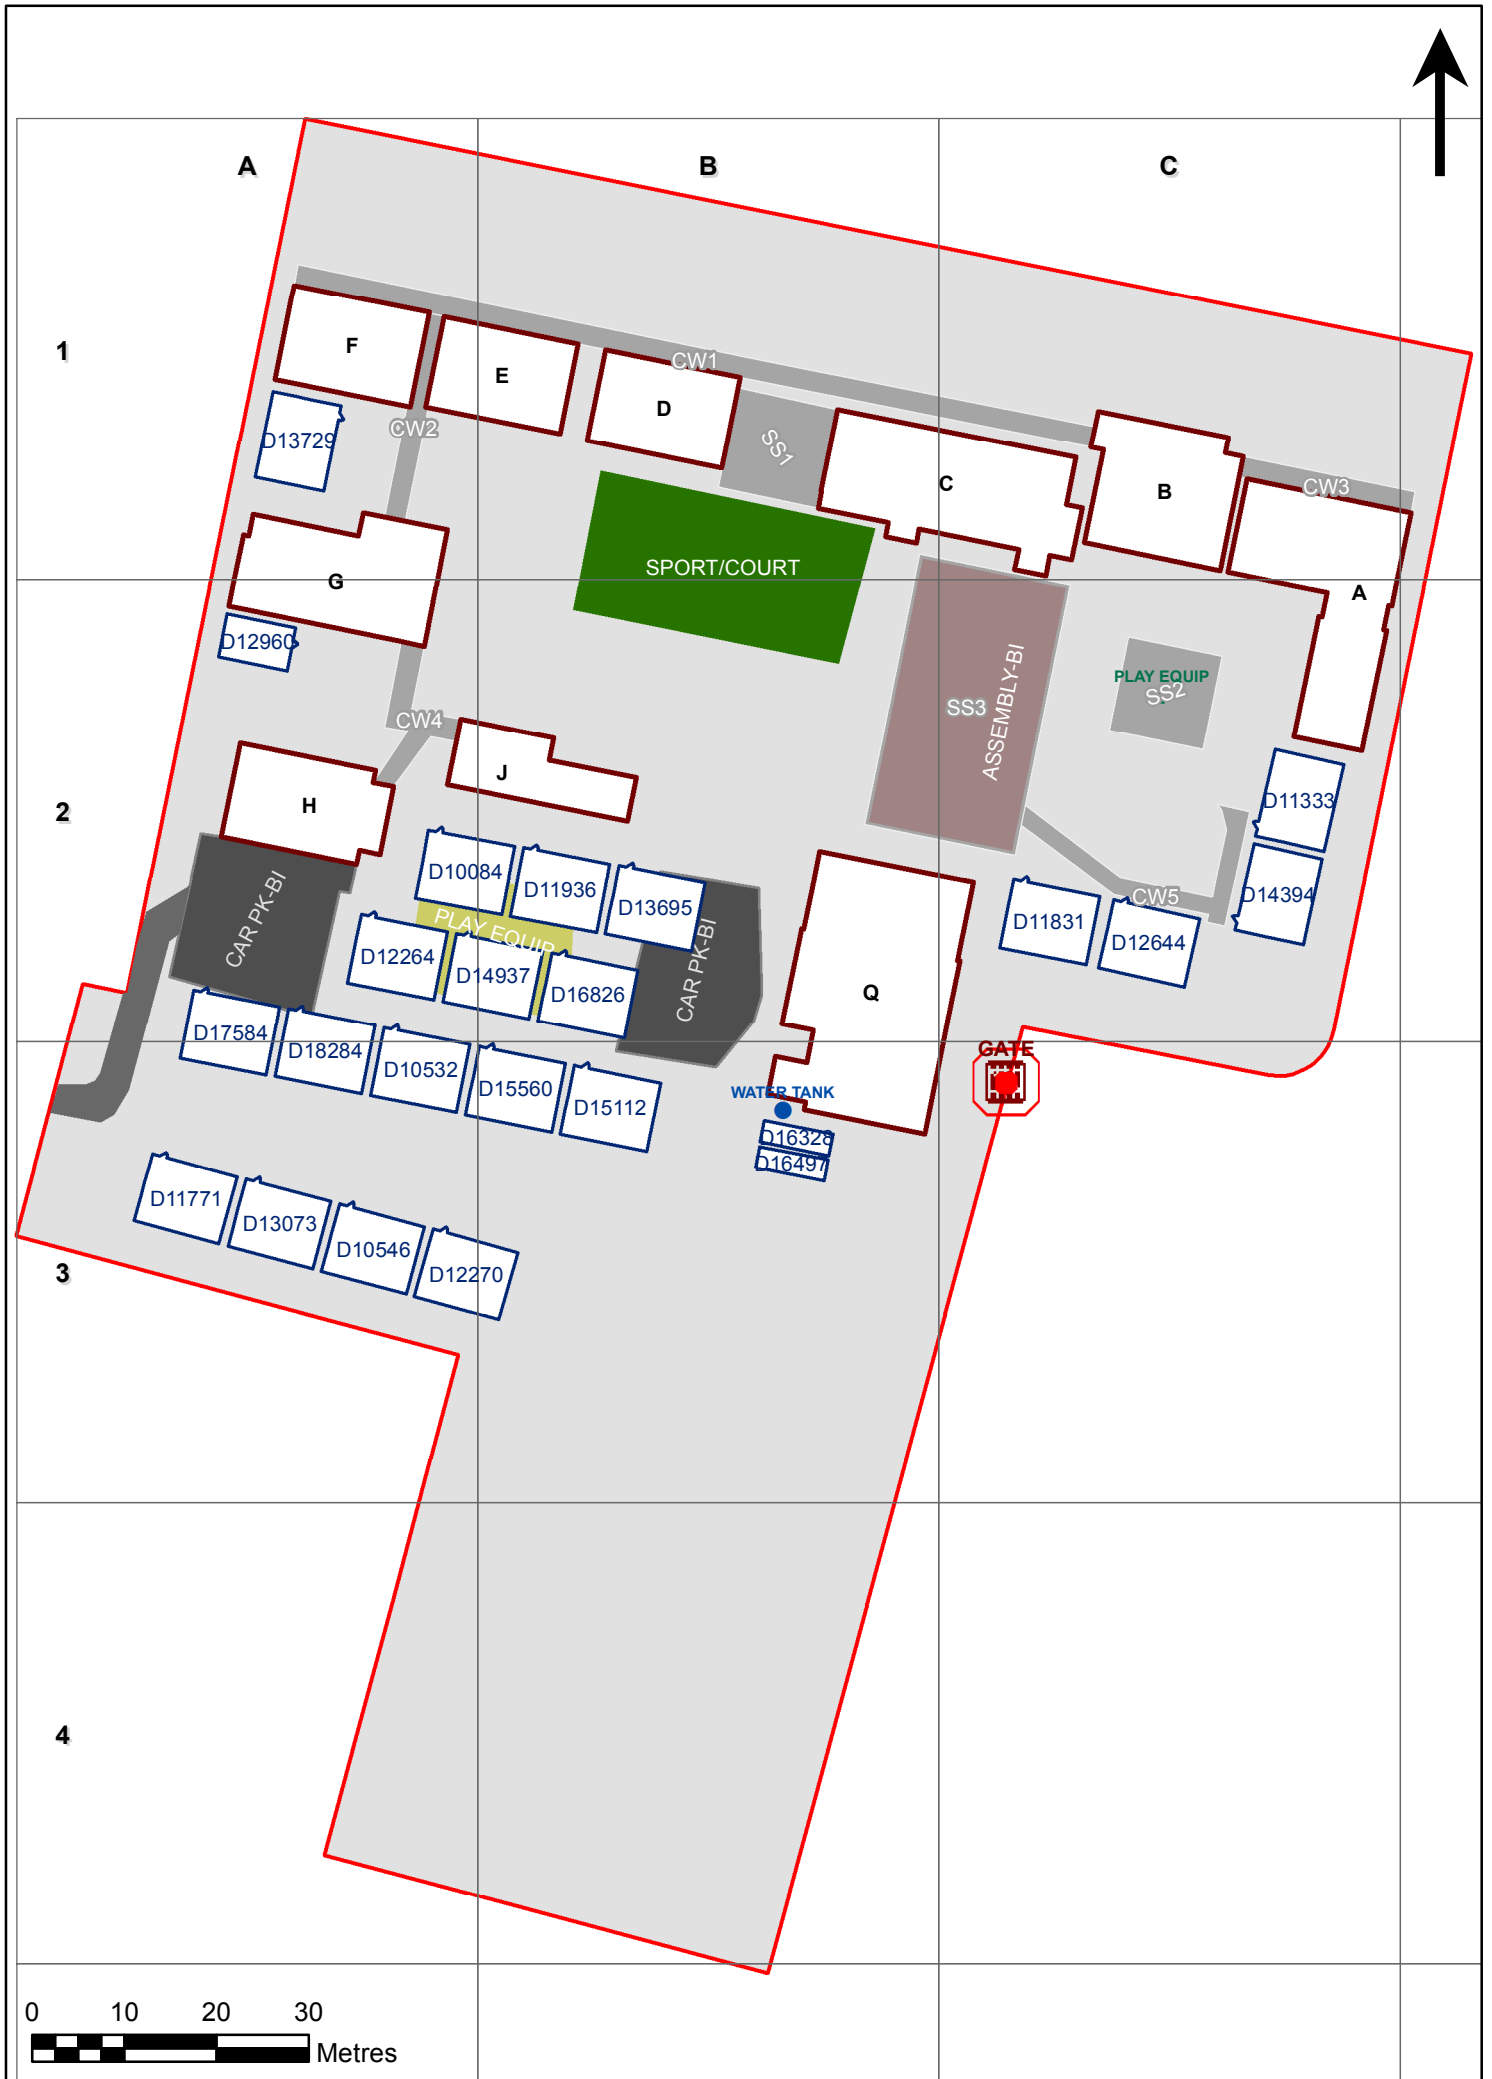 A
B
C
1
F
E
CW1
D
CW2
D13729
SS1
C
B
CW3
SPORT/COURT
G
A
D12960
PLAY EQUIP
SS2
ASSEMBLY-BI
SS3
CW4
J
H
2
D11333
D10084
D11936
D13695
D14394
CW5
D11831
D12644
CAR PK-BI
PLAY EQUIP
CAR PK-BI
D12264
D14937
D16826
Q
D17584
D18284
D10532
D15560
D15112
GATE
WATER TANK
D16328
D16497
D11771
D13073
D10546
D12270
3
4
0 10 20 30
Metres